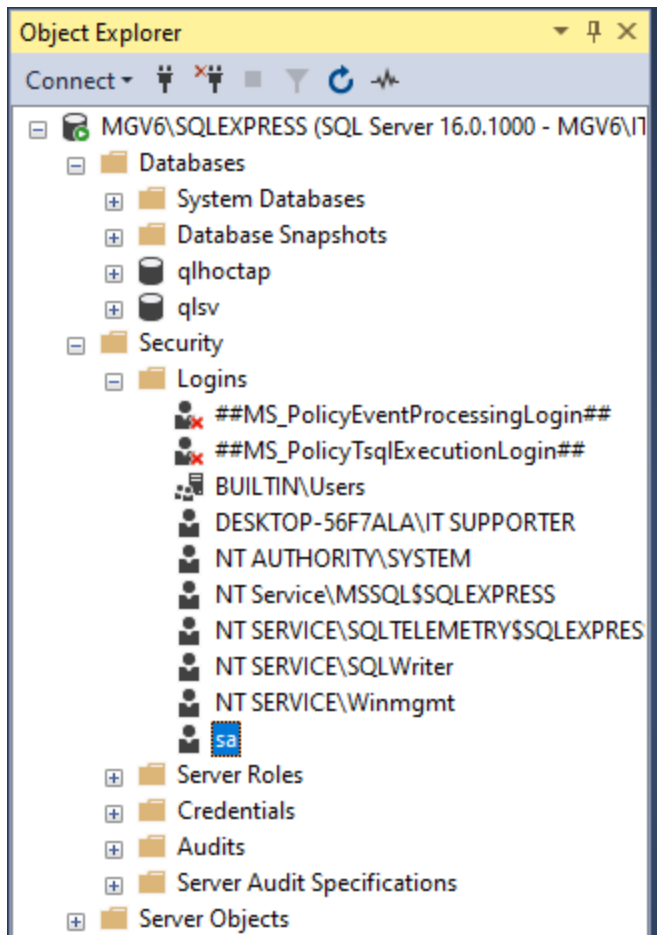 Object Explorer
Connect
MGV6\SQLEXPRESS (SQL Server 16.0.1000 - MGV6\IT
Databases
System Databases
Database Snapshots
qlhoctap
qlsv
Security
Logins
##MS_PolicyEventProcessingLogin##
##MS_PolicyTsqlExecutionLogin##
BUILTIN\Users
DESKTOP-56F7ALA\IT SUPPORTER
NT AUTHORITY\SYSTEM
NT Service\MSSQL$SQLEXPRESS
NT SERVICE\SQLTELEMETRY$SQLEXPRES
NT SERVICE\SQLWriter
NT SERVICE\Winmgmt
sa
Server Roles
Credentials
Audits
Server Audit Specifications
Server Objects